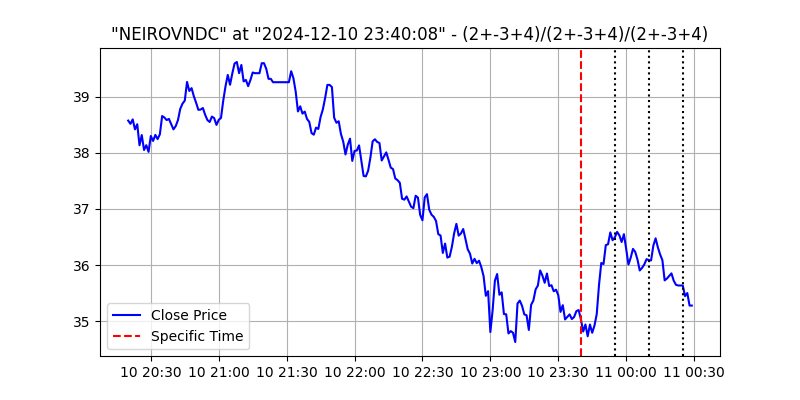 "NEIROVNDC" at "2024-12-10 23:40:08" - (2+-3+4)/(2+-3+4)/(2+-3+4)
39
38
37
36
35
Close Price
Specific Time
10 20:30 10 21:00 10 21:30 10 22:00 10 22:30 10 23:00 10 23:30 11 00:00 11 00:30